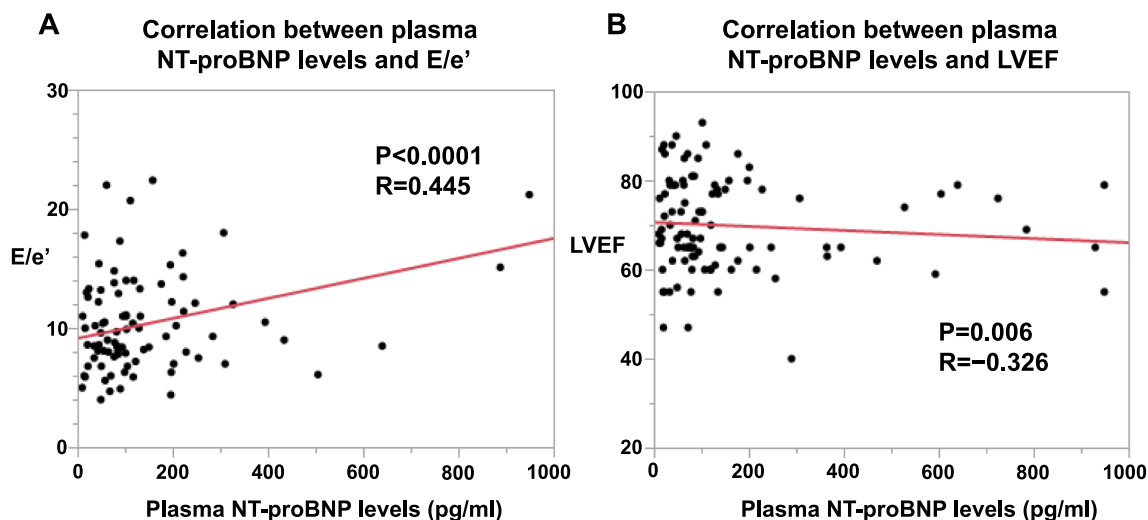 A
Correlation between plasma
NT-proBNP levels and E/e’
30
20
10
0
E/e’
P<0.0001
R=0.445
0
200
400
600
800
1000
Plasma NT-proBNP levels (pg/ml)
B
Correlation between plasma
NT-proBNP levels and LVEF
100
80
60
40
20
LVEF
P=0.006
R=−0.326
0
200
400
600
800
1000
Plasma NT-proBNP levels (pg/ml)